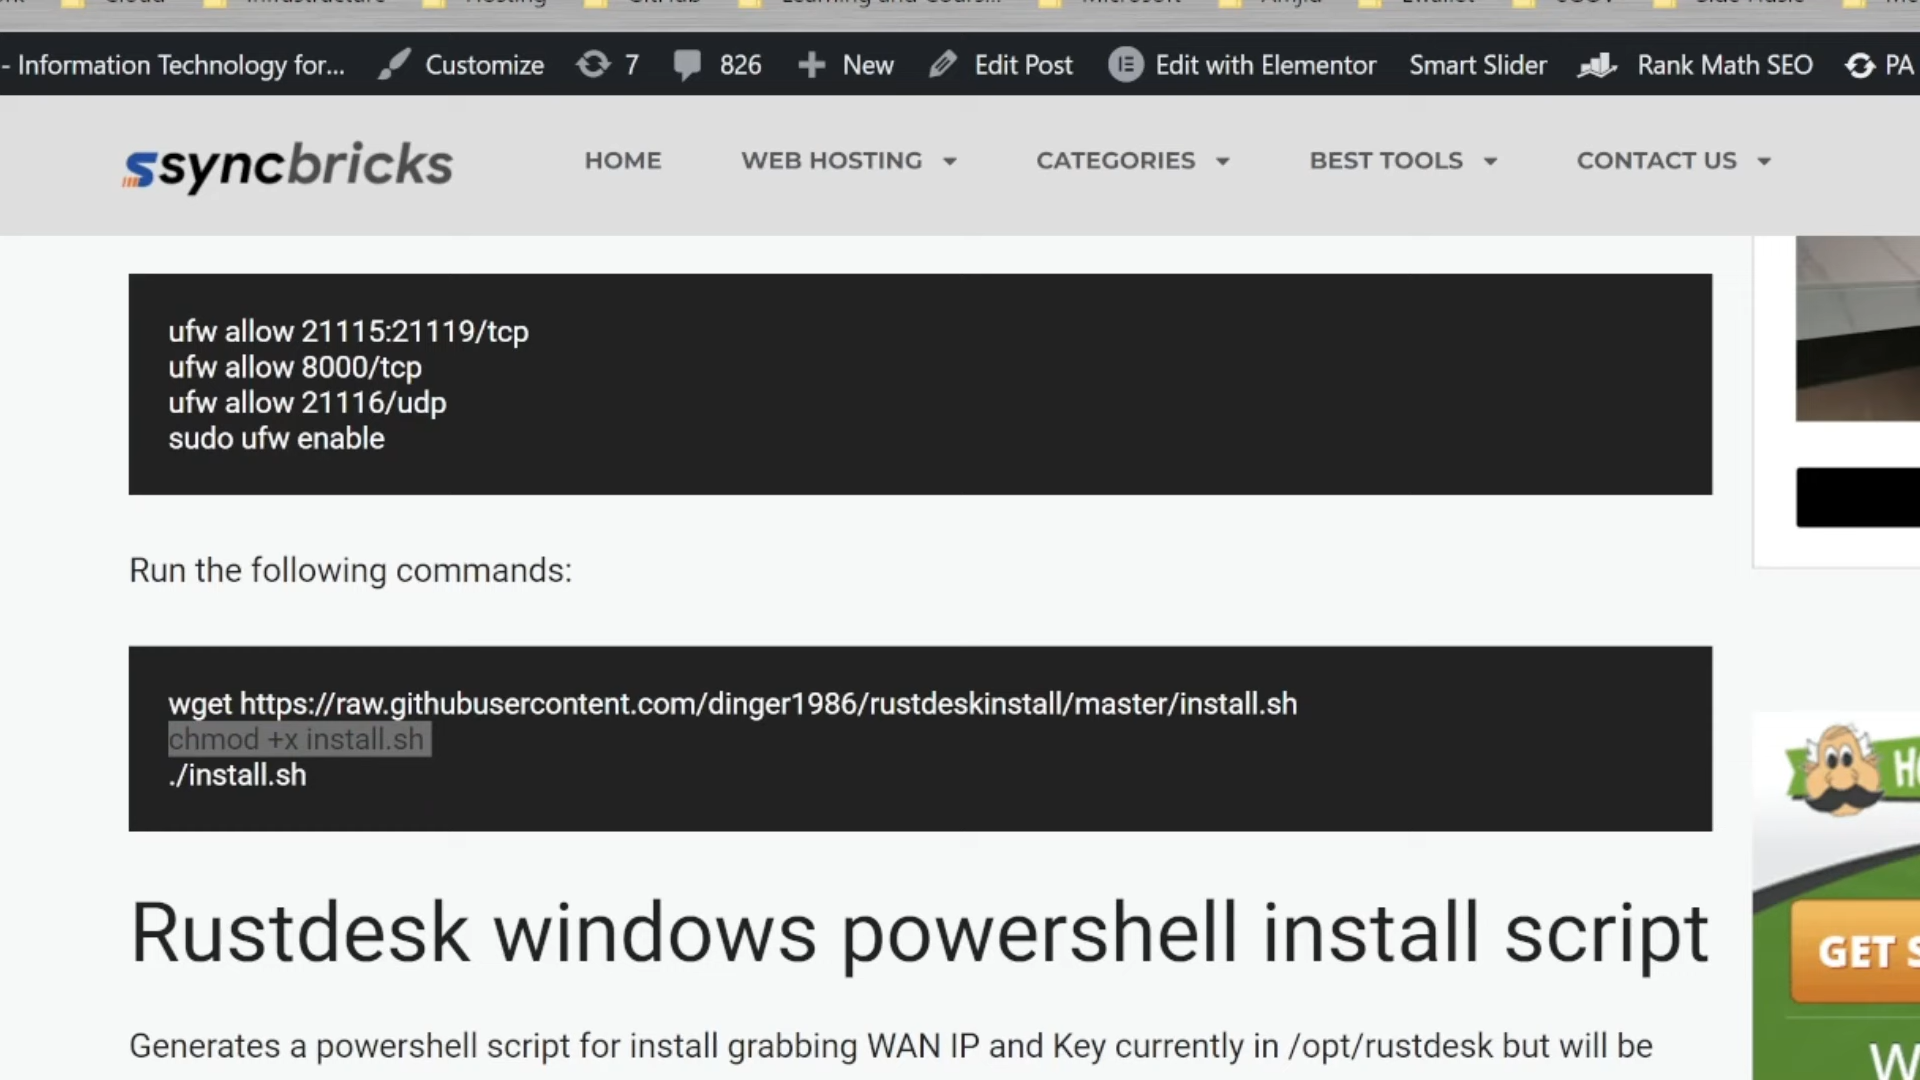 - Information Technology for... Customize 7 826 New Edit Post Edit with Elementor Smart Slider Rank Math SEO PA
syncbricks HOME WEB HOSTING CATEGORIES BEST TOOLS CONTACT US
ufw allow 21115:21119/tcp
ufw allow 8000/tcp
ufw allow 21116/udp
sudo ufw enable
Run the following commands:
wget https://raw.githubusercontent.com/dinger1986/rustdeskinstall/master/install.sh
chmod +x install.sh
./install.sh
Rustdesk windows powershell install script
GET
Generates a powershell script for install grabbing WAN IP and Key currently in /opt/rustdesk but will be